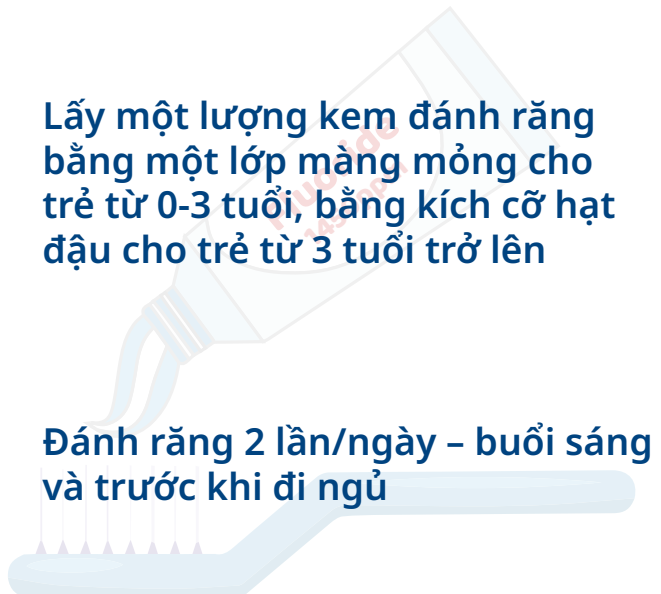 Lấy một lượng kem đánh răng
bằng một lớp màng mỏng cho
trẻ từ 0-3 tuổi, bằng kích cỡ hạt
đậu cho trẻ từ 3 tuổi trở lên
Đánh răng 2 lần/ngày – buổi sáng
và trước khi đi ngủ